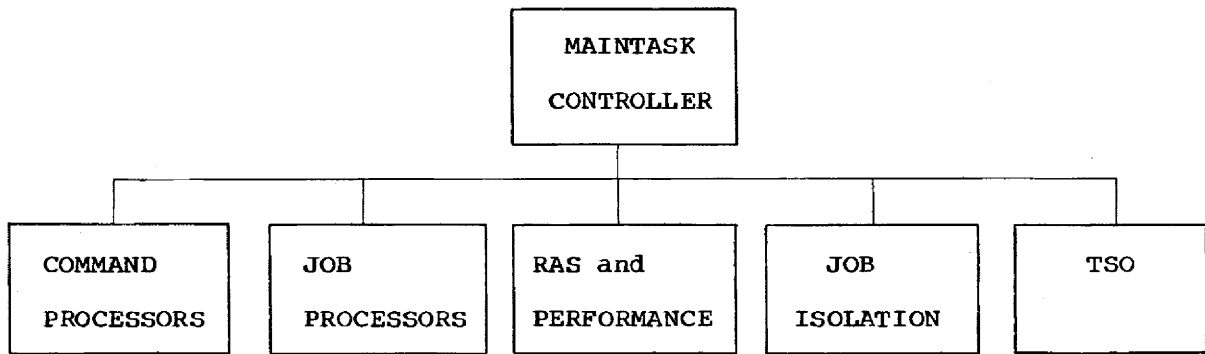 MAINTASK
CONTROLLER
COMMAND
PROCESSORS
JOB
PROCESSORS
RAS and
PERFORMANCE
JOB
ISOLATION
TSO